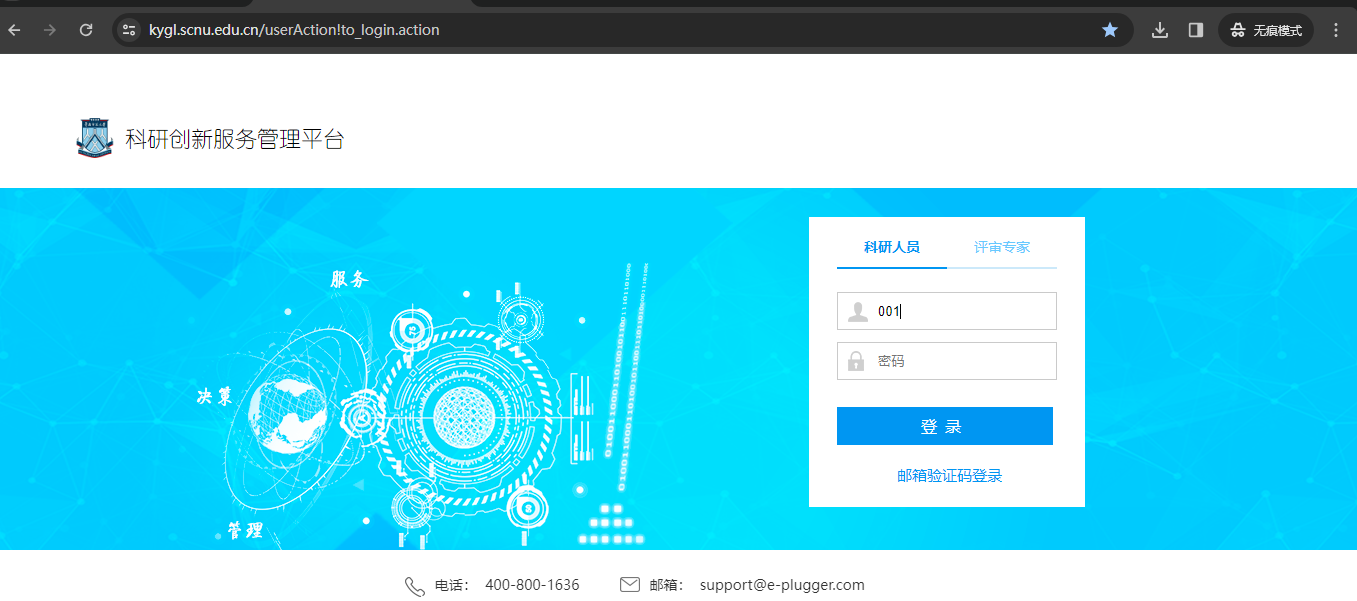 kygl.scnu.edu.cn/userAction!to_login.action
无痕模式
科研创新服务管理平台
科研人员 评审专家
服务
001
密码
决策
登 录
邮箱验证码登录
管理
电话： 400-800-1636 邮箱： support@e-plugger.com